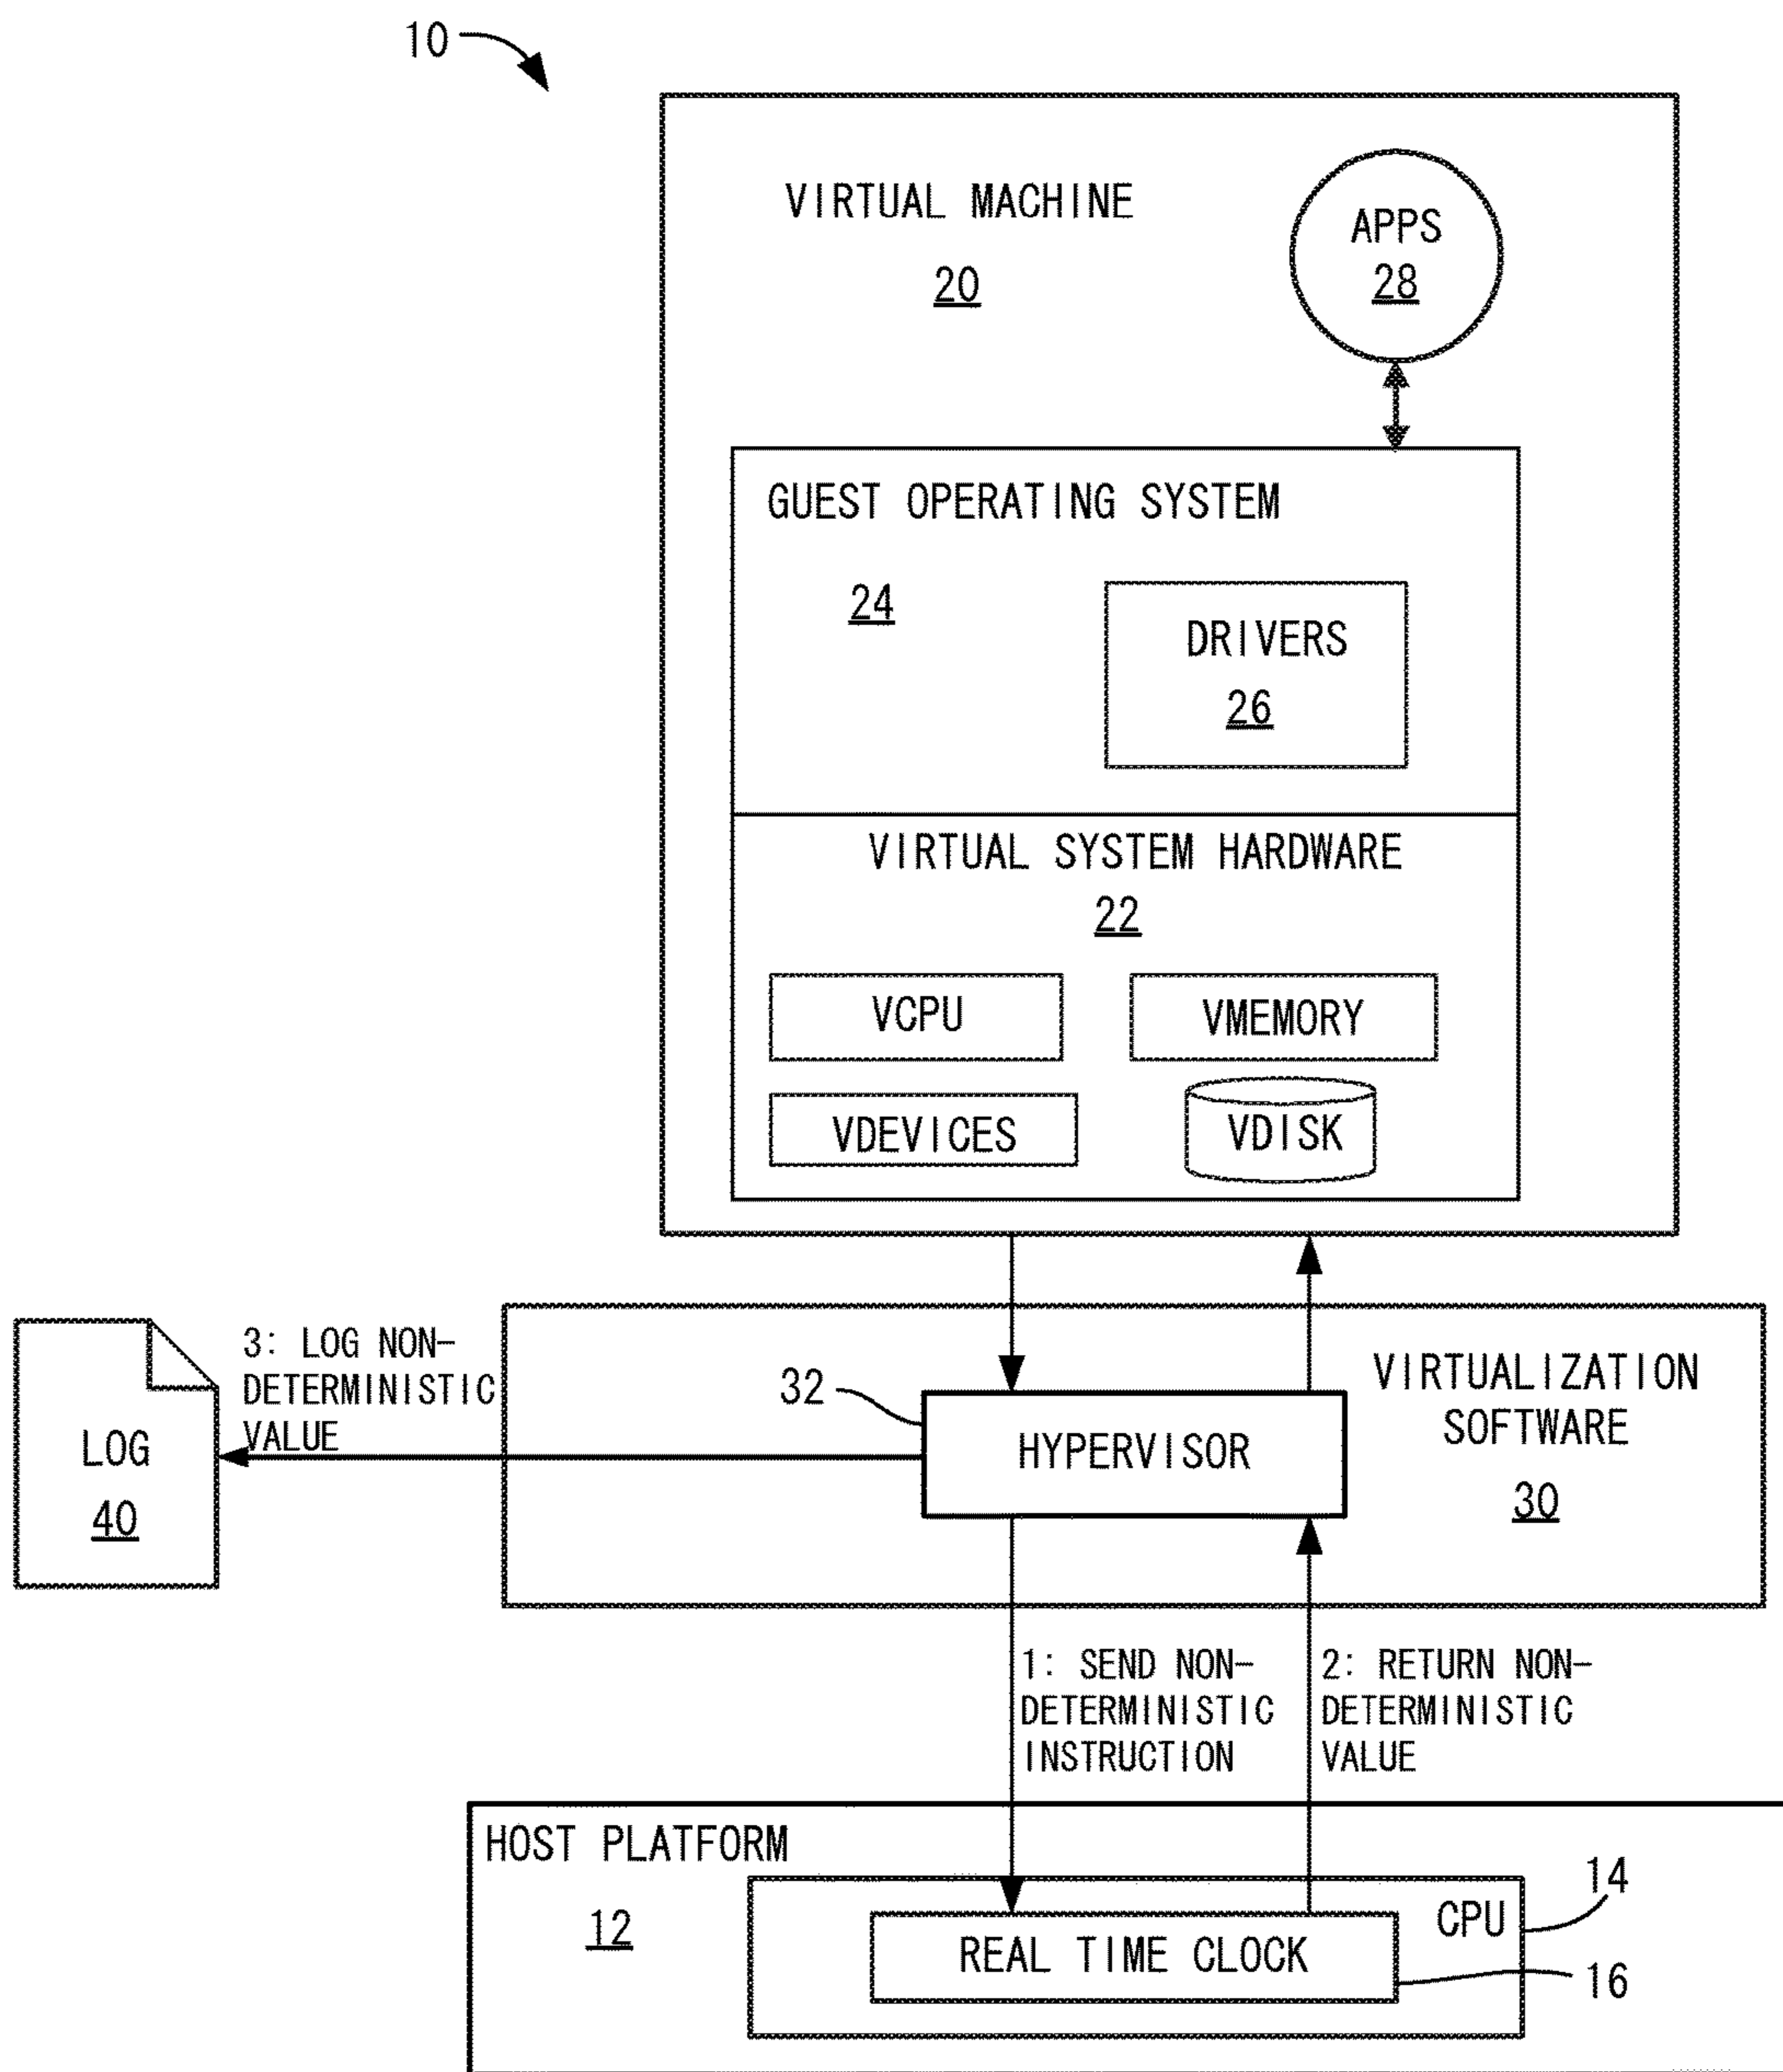 10
VIRTUAL MACHINE
20
APPS
28
GUEST OPERATING SYSTEM
24
DRIVERS
26
VIRTUAL SYSTEM HARDWARE
22
VCPU
VMEMORY
VDEVICES
VDISK
LOG
40
3: LOG NON-
DETERMINISTIC
VALUE
32
HYPERVISOR
VIRTUALIZATION
SOFTWARE
30
1: SEND NON-
DETERMINISTIC
INSTRUCTION
2: RETURN NON-
DETERMINISTIC
VALUE
HOST PLATFORM
12
CPU
14
REAL TIME CLOCK
16